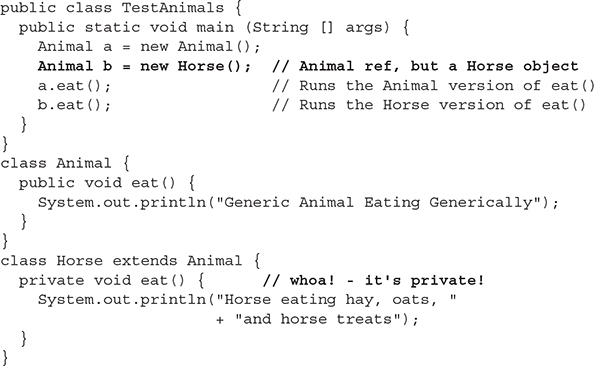 public class TestAnimals {
  public static void main (String [] args) {
    Animal a = new Animal();
    Animal b = new Horse();  // Animal ref, but a Horse object
    a.eat();                 // Runs the Animal version of eat()
    b.eat();                 // Runs the Horse version of eat()
  }
}
class Animal {
  public void eat() {
    System.out.println("Generic Animal Eating Generically");
  }
}
class Horse extends Animal {
  private void eat() {      // whoa! - it's private!
    System.out.println("Horse eating hay, oats, "
                       + "and horse treats");
  }
}